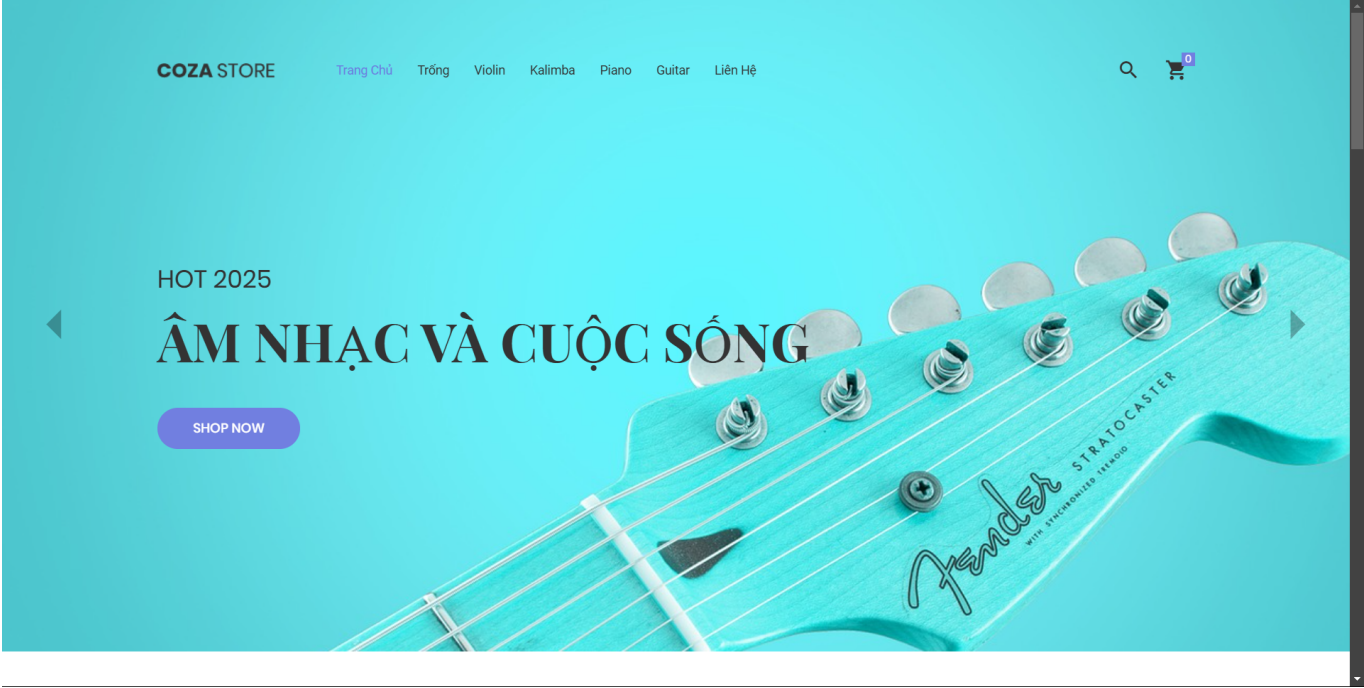 COZA STORE
Trang Chủ Trống Violin Kalimba Piano Guitar Liên Hệ
0
HOT 2025
ÂM NHẠC VÀ CUỘC SỐNG
SHOP NOW
Fender
STRATOCASTER
WITH SYNCHRONIZED TREMOLO